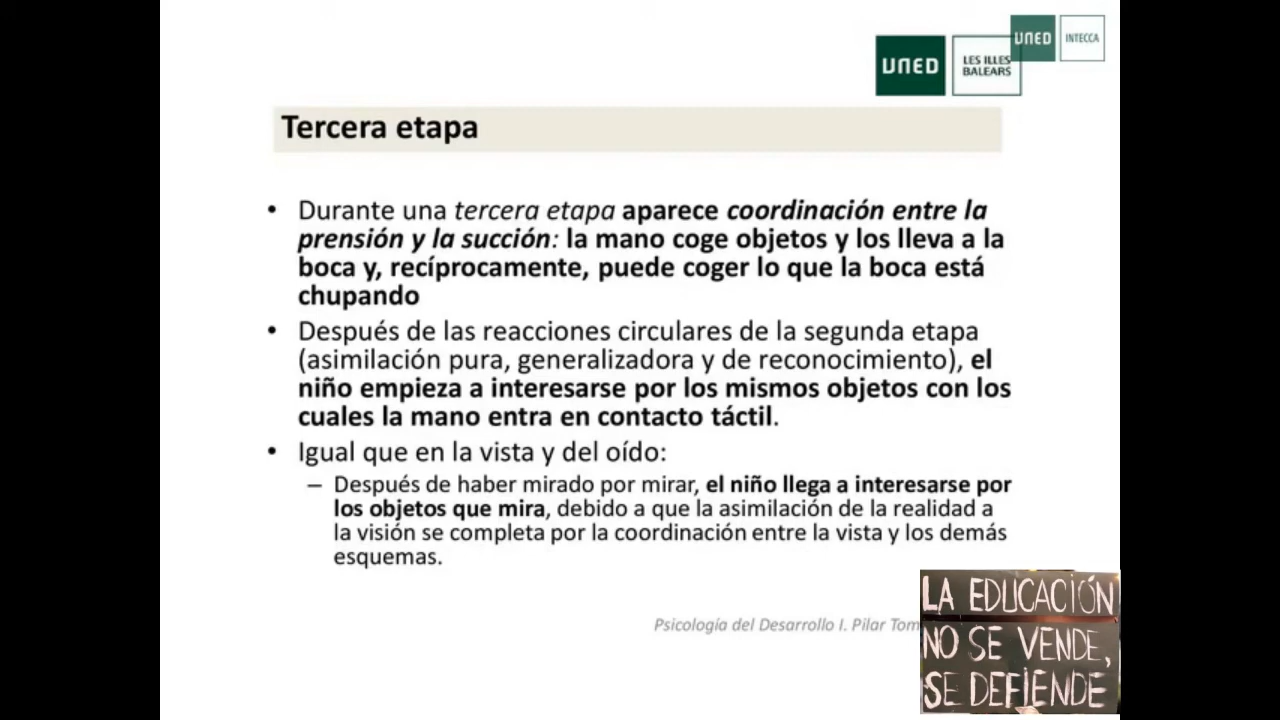 UNED
INTECCA
UNED
LES ILLES
BALEARS
Tercera etapa
• Durante una tercera etapa aparece coordinación entre la
prensión y la succión: la mano coge objetos y los lleva a la
boca y, recíprocamente, puede coger lo que la boca está
chupando
• Después de las reacciones circulares de la segunda etapa
(asimilación pura, generalizadora y de reconocimiento), el
niño empieza a interesarse por los mismos objetos con los
cuales la mano entra en contacto táctil.
• Igual que en la vista y del oído:
– Después de haber mirado por mirar, el niño llega a interesarse por
los objetos que mira, debido a que la asimilación de la realidad a
la visión se completa por la coordinación entre la vista y los demás
esquemas.
Psicología del Desarrollo I. Pilar
LA EDUCACIÓN
NO SE VENDE,
SE DEFIENDE